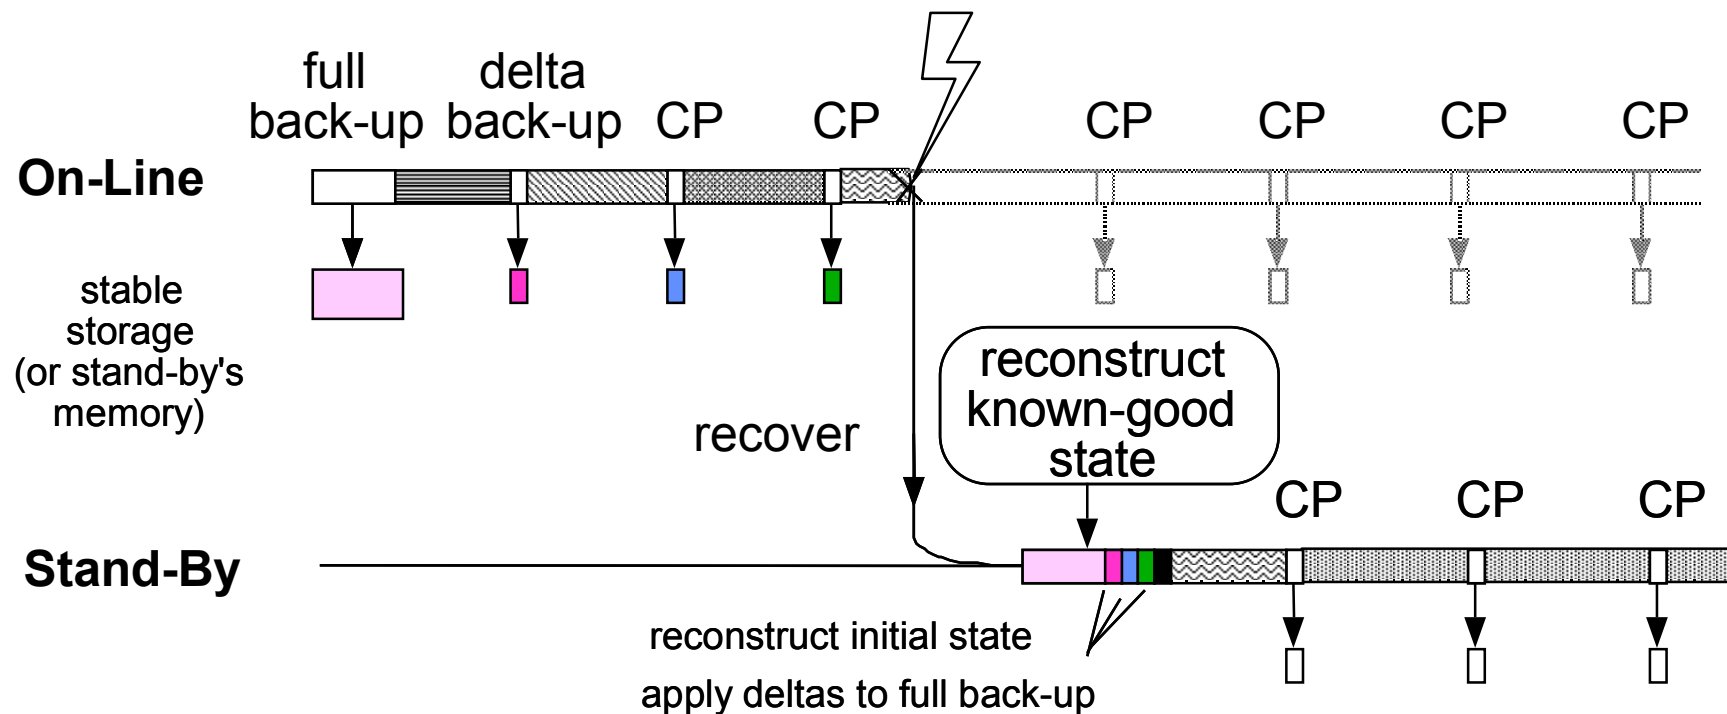 full
back-up
delta
back-up
CP
CP
CP
CP
CP
CP
On-Line
stable
storage
(or stand-by's
memory)
recover
reconstruct
known-good
state
CP
CP
CP
Stand-By
reconstruct initial state
apply deltas to full back-up